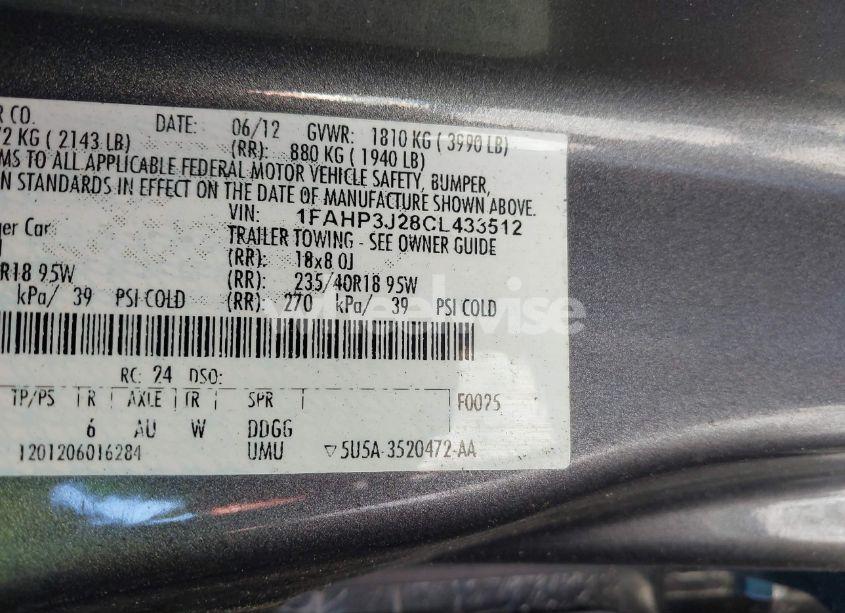 R CO.
DATE: 06/12 GVWR: 1810 KG ( 3990 LB)
2 KG ( 2143 LB) (RR): 880 KG ( 1940 LB)
MS TO ALL APPLICABLE FEDERAL MOTOR VEHICLE SAFETY, BUMPER,
N STANDARDS IN EFFECT ON THE DATE OF MANUFACTURE SHOWN ABOVE.
VIN: 1FAHP3J28CL433512
ger Car TRAILER TOWING - SEE OWNER GUIDE
(RR): 18x8.0J
R18 95W (RR): 235/40R18 95W
kPa/ 39 PSI COLD (RR): 270 kPa/ 39 PSI COLD
RC: 24 DSO:
TP/PS R AXLE TR SPR F0025
6 AU W DDGG
1201206016284 UMU ▽5U5A-3520472-AA